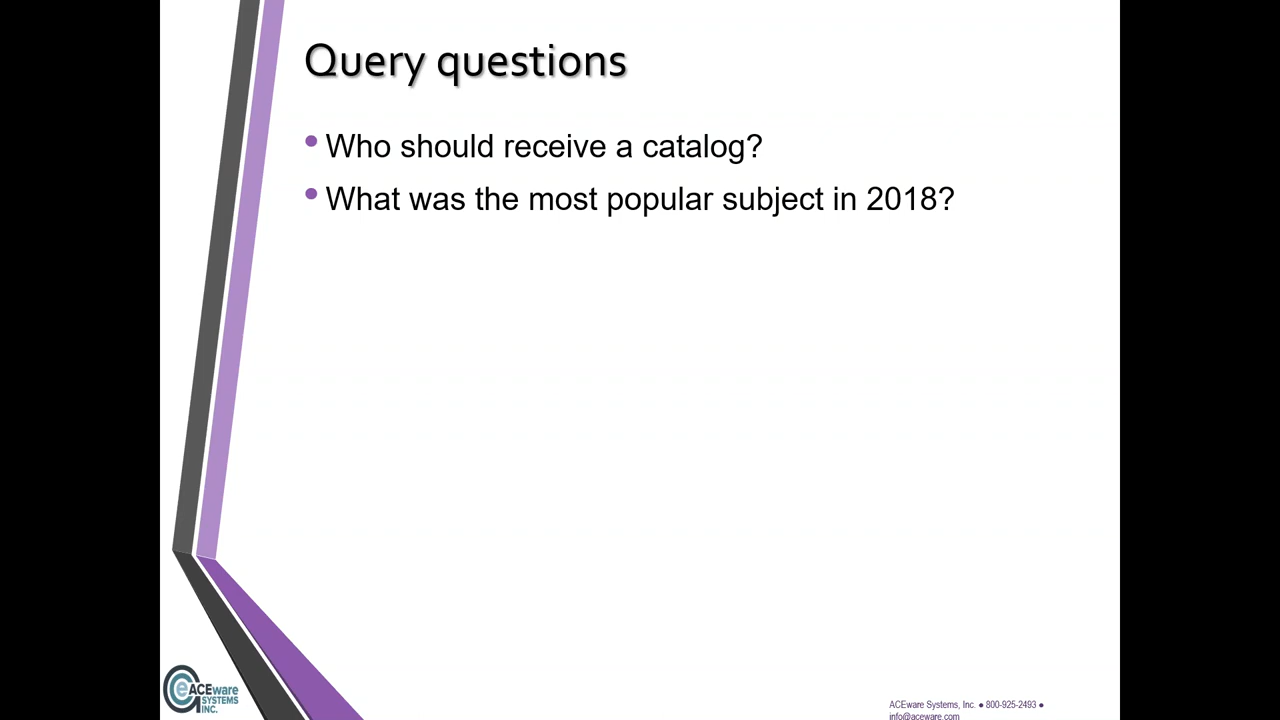 Query questions
• Who should receive a catalog?
• What was the most popular subject in 2018?
ACEware
SYSTEMS
INC.
ACEware Systems, Inc. ● 800-925-2493 ●
info@aceware.com